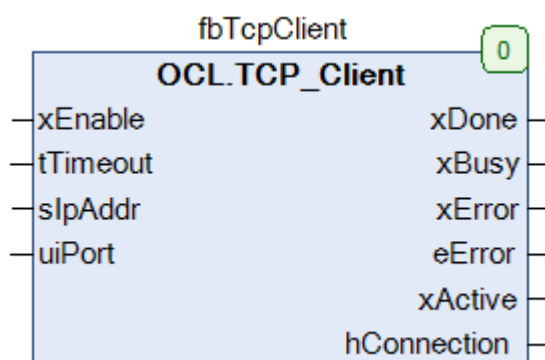 fbTcpClient
0
OCL.TCP_Client
xEnable xDone
tTimeout xBusy
sIpAddr xError
uiPort eError
xActive
hConnection